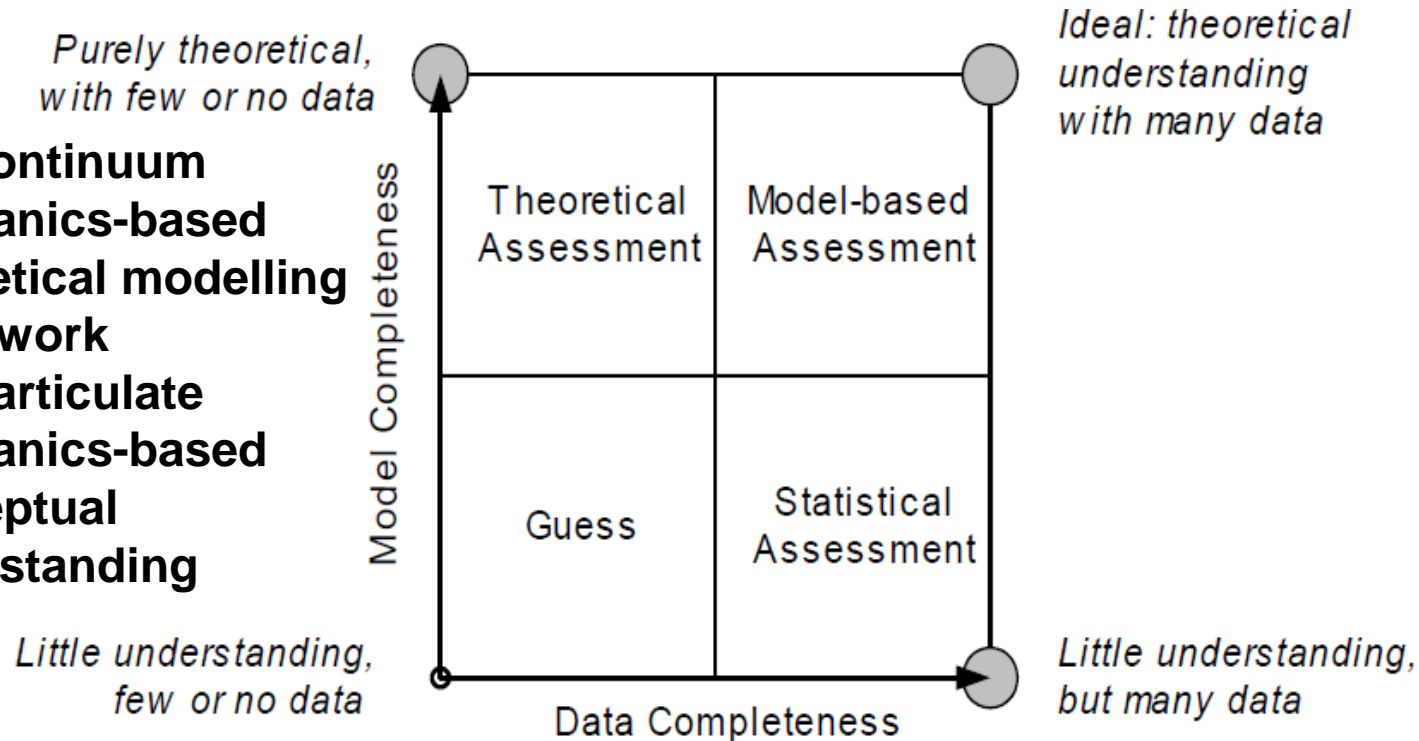 Purely theoretical,
with few or no data
Ideal: theoretical
understanding
with many data
ontinuum
anics-based
etical modelling
work
articulate
anics-based
eptual
standing
Model Completeness
Theoretical
Assessment
Model-based
Assessment
Guess
Statistical
Assessment
Little understanding,
few or no data
Data Completeness
Little understanding,
but many data